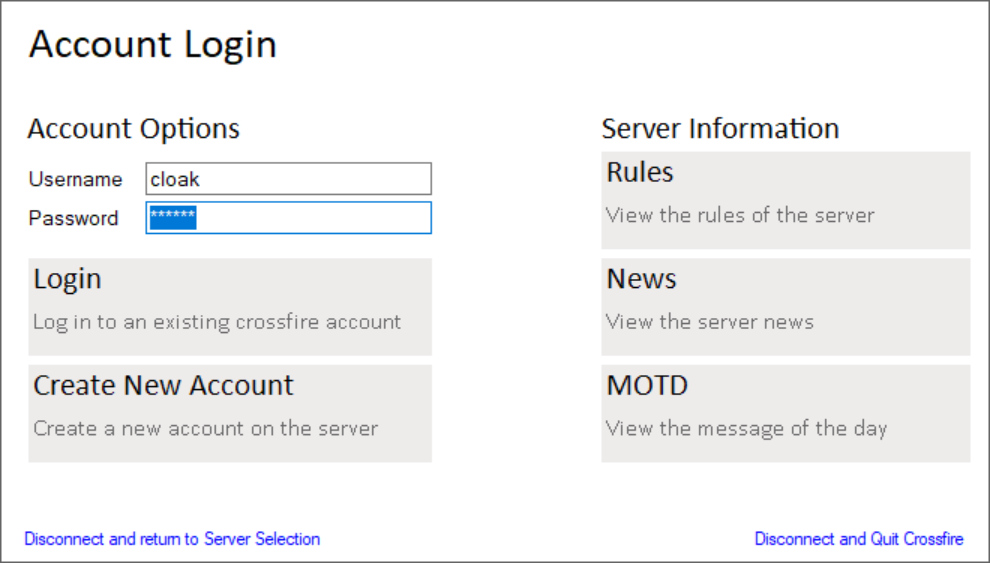 Account Login
Account Options
Username cloak
Password ******
Login
Log in to an existing crossfire account
Create New Account
Create a new account on the server
Server Information
Rules
View the rules of the server
News
View the server news
MOTD
View the message of the day
Disconnect and return to Server Selection
Disconnect and Quit Crossfire